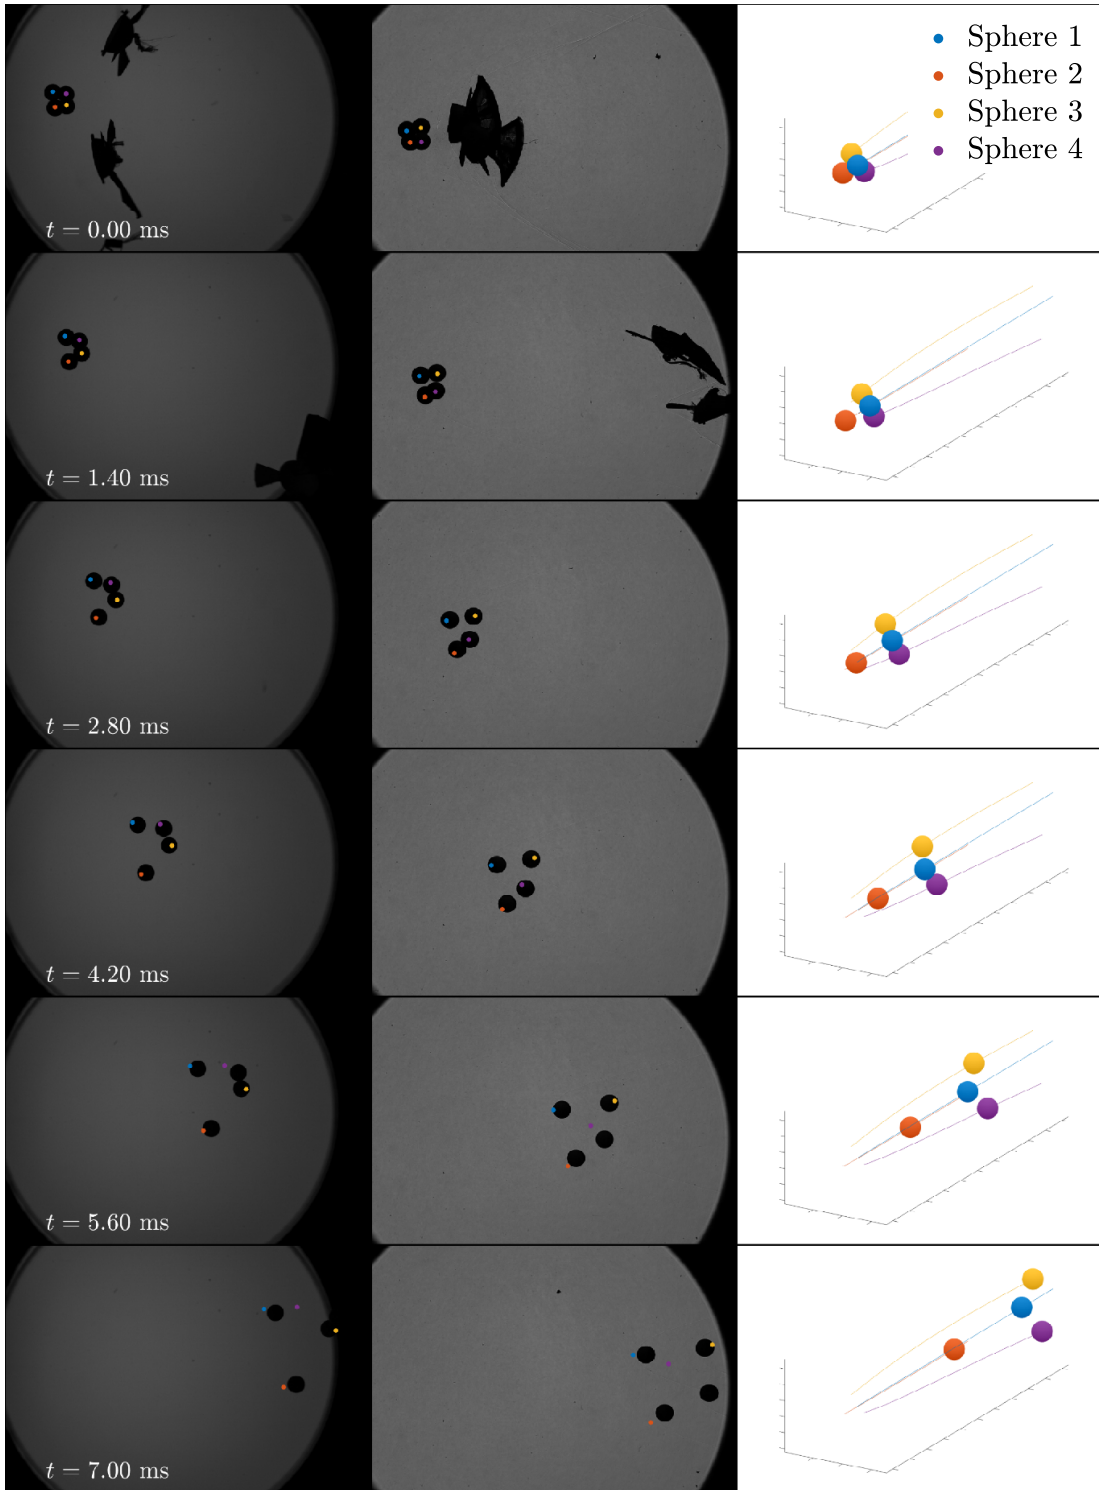 Sphere 1
Sphere 2
Sphere 3
Sphere 4
t = 0.00 ms
t = 1.40 ms
t = 2.80 ms
t = 4.20 ms
t = 5.60 ms
t = 7.00 ms